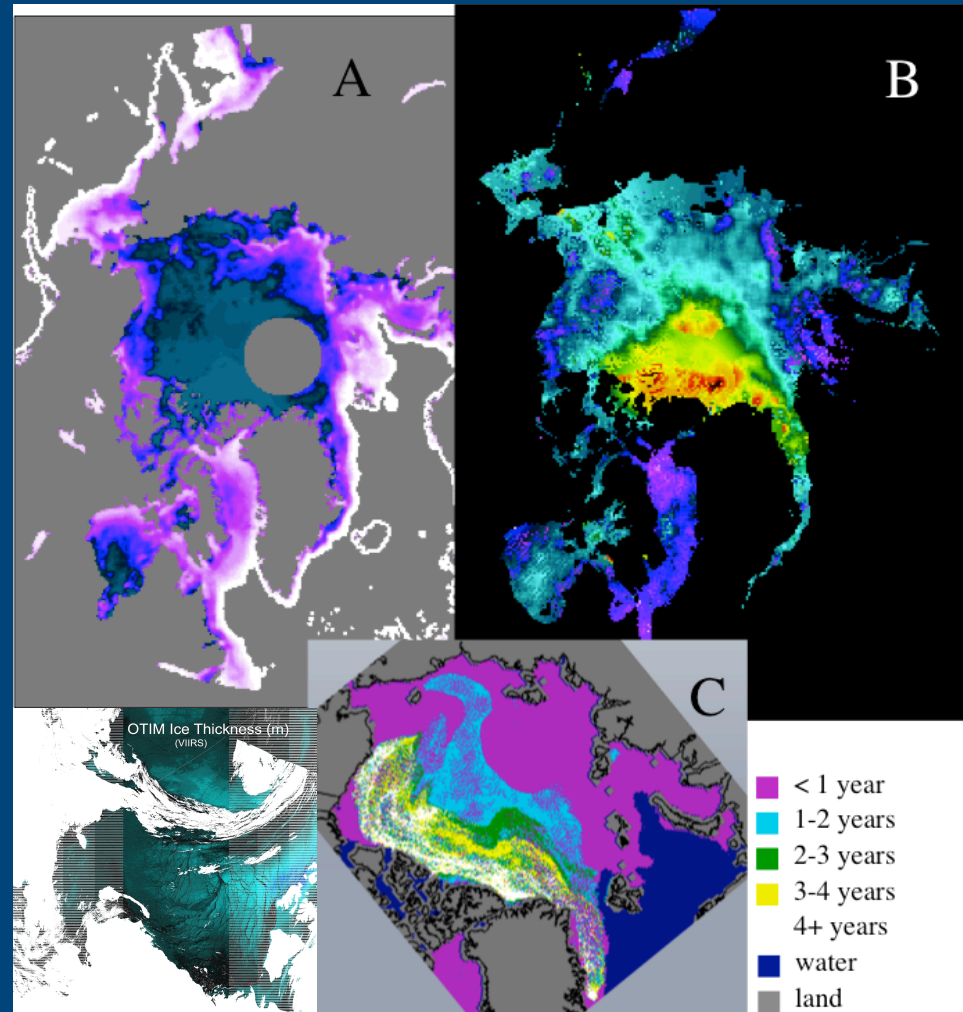 A
B
C
OTIM Ice Thickness (m)
(VIIRS)
< 1 year
1-2 years
2-3 years
3-4 years
4+ years
water
land